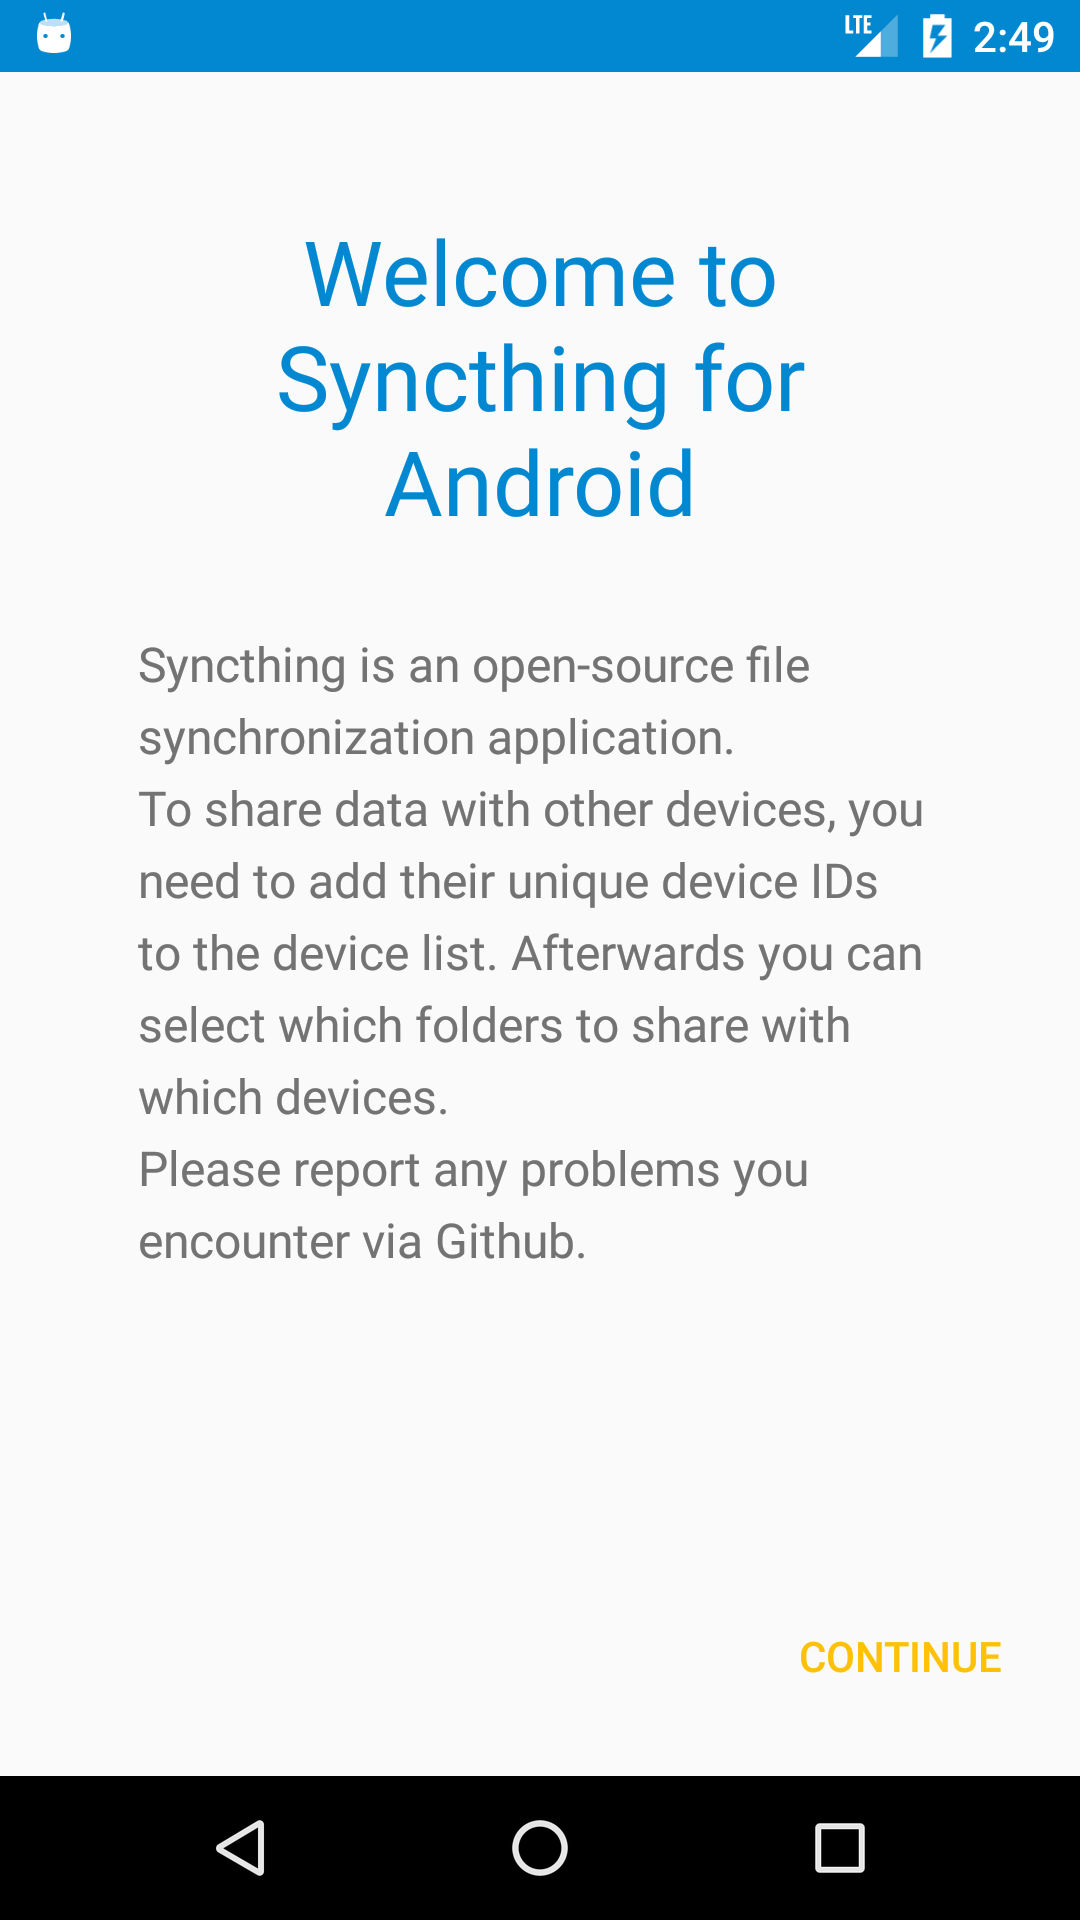 LTE 2:49
Welcome to
Syncthing for
Android
Syncthing is an open-source file
synchronization application.
To share data with other devices, you
need to add their unique device IDs
to the device list. Afterwards you can
select which folders to share with
which devices.
Please report any problems you
encounter via Github.
CONTINUE